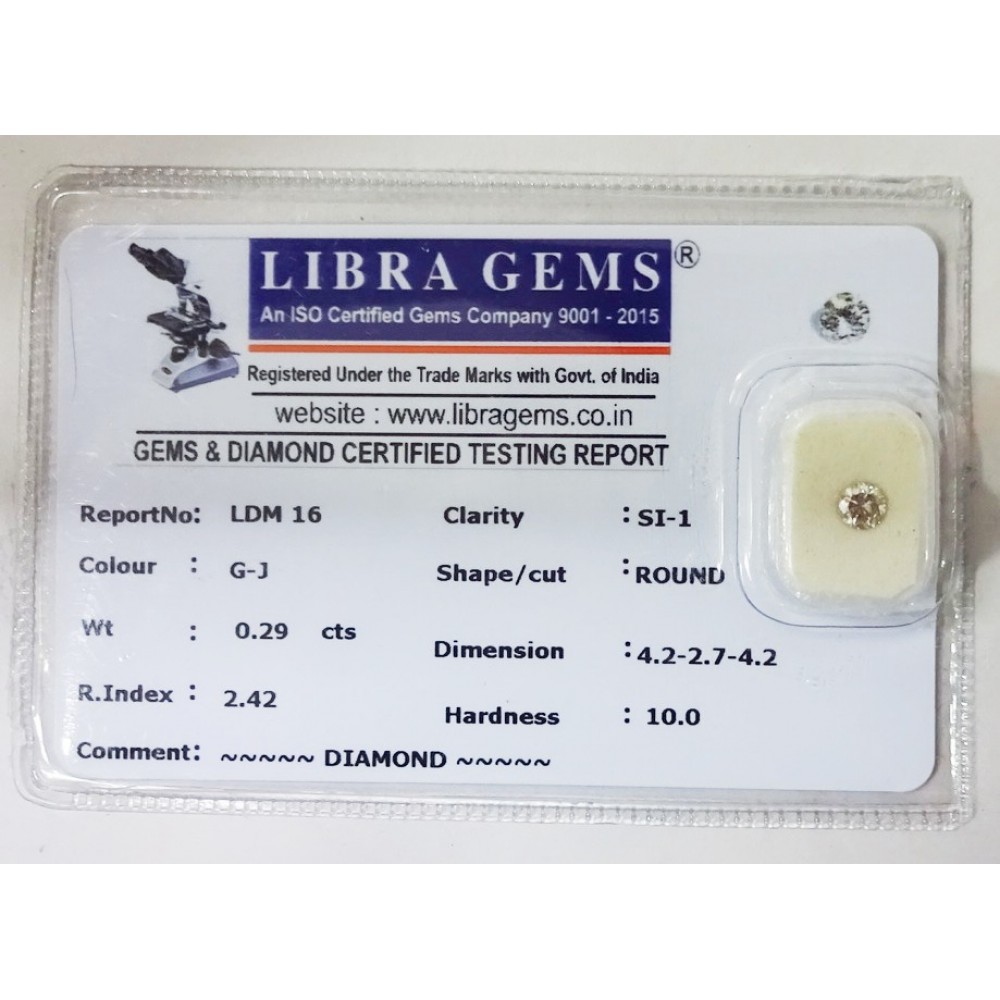 LIBRA GEMS ®
An ISO Certified Gems Company 9001 - 2015
Registered Under the Trade Marks with Govt. of India
website : www.libragems.co.in
GEMS & DIAMOND CERTIFIED TESTING REPORT
ReportNo: LDM 16 Clarity : SI-1
Colour : G-J Shape/cut : ROUND
Wt : 0.29 cts Dimension : 4.2-2.7-4.2
R.Index : 2.42 Hardness : 10.0
Comment: ~~~~~ DIAMOND ~~~~~